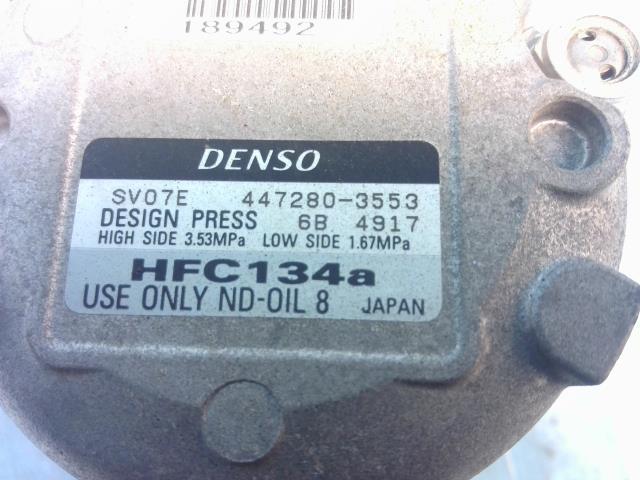 189492
DENSO
SV07E 447280-3553
DESIGN PRESS 6B 4917
HIGH SIDE 3.53MPa LOW SIDE 1.67MPa
HFC134a
USE ONLY ND-OIL 8 JAPAN